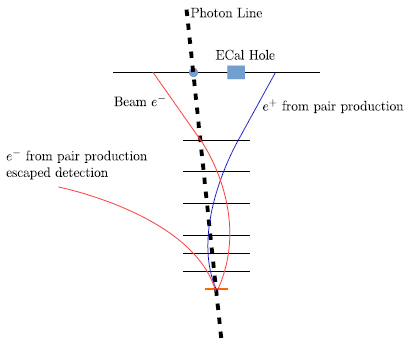 Photon Line
ECal Hole
Beam e⁻
e⁺ from pair production
e⁻ from pair production
escaped detection